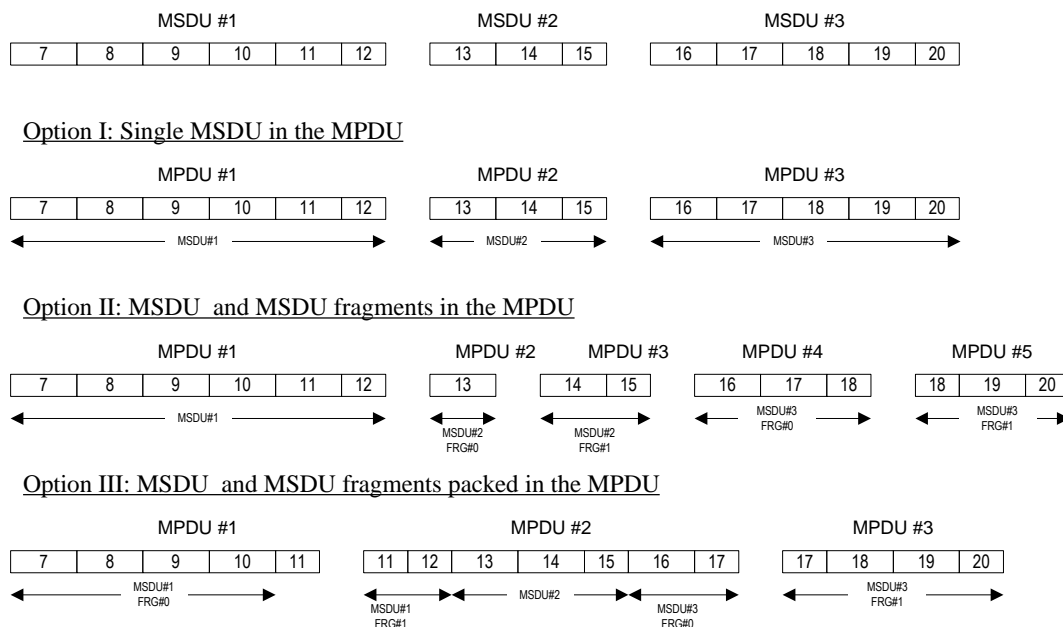 MSDU #1 MSDU #2 MSDU #3
7 8 9 10 11 12 13 14 15 16 17 18 19 20
Option I: Single MSDU in the MPDU
MPDU #1 MPDU #2 MPDU #3
7 8 9 10 11 12 13 14 15 16 17 18 19 20
MSDU#1 MSDU#2 MSDU#3
Option II: MSDU and MSDU fragments in the MPDU
MPDU #1 MPDU #2 MPDU #3 MPDU #4 MPDU #5
7 8 9 10 11 12 13 14 15 16 17 18 18 19 20
MSDU#1 MSDU#2 MSDU#2 MSDU#3 MSDU#3
FRG#0 FRG#1 FRG#0 FRG#1
Option III: MSDU and MSDU fragments packed in the MPDU
MPDU #1 MPDU #2 MPDU #3
7 8 9 10 11 11 12 13 14 15 16 17 17 18 19 20
MSDU#1 MSDU#1 MSDU#2 MSDU#3 MSDU#3
FRG#0 FRG#1 FRG#0 FRG#1